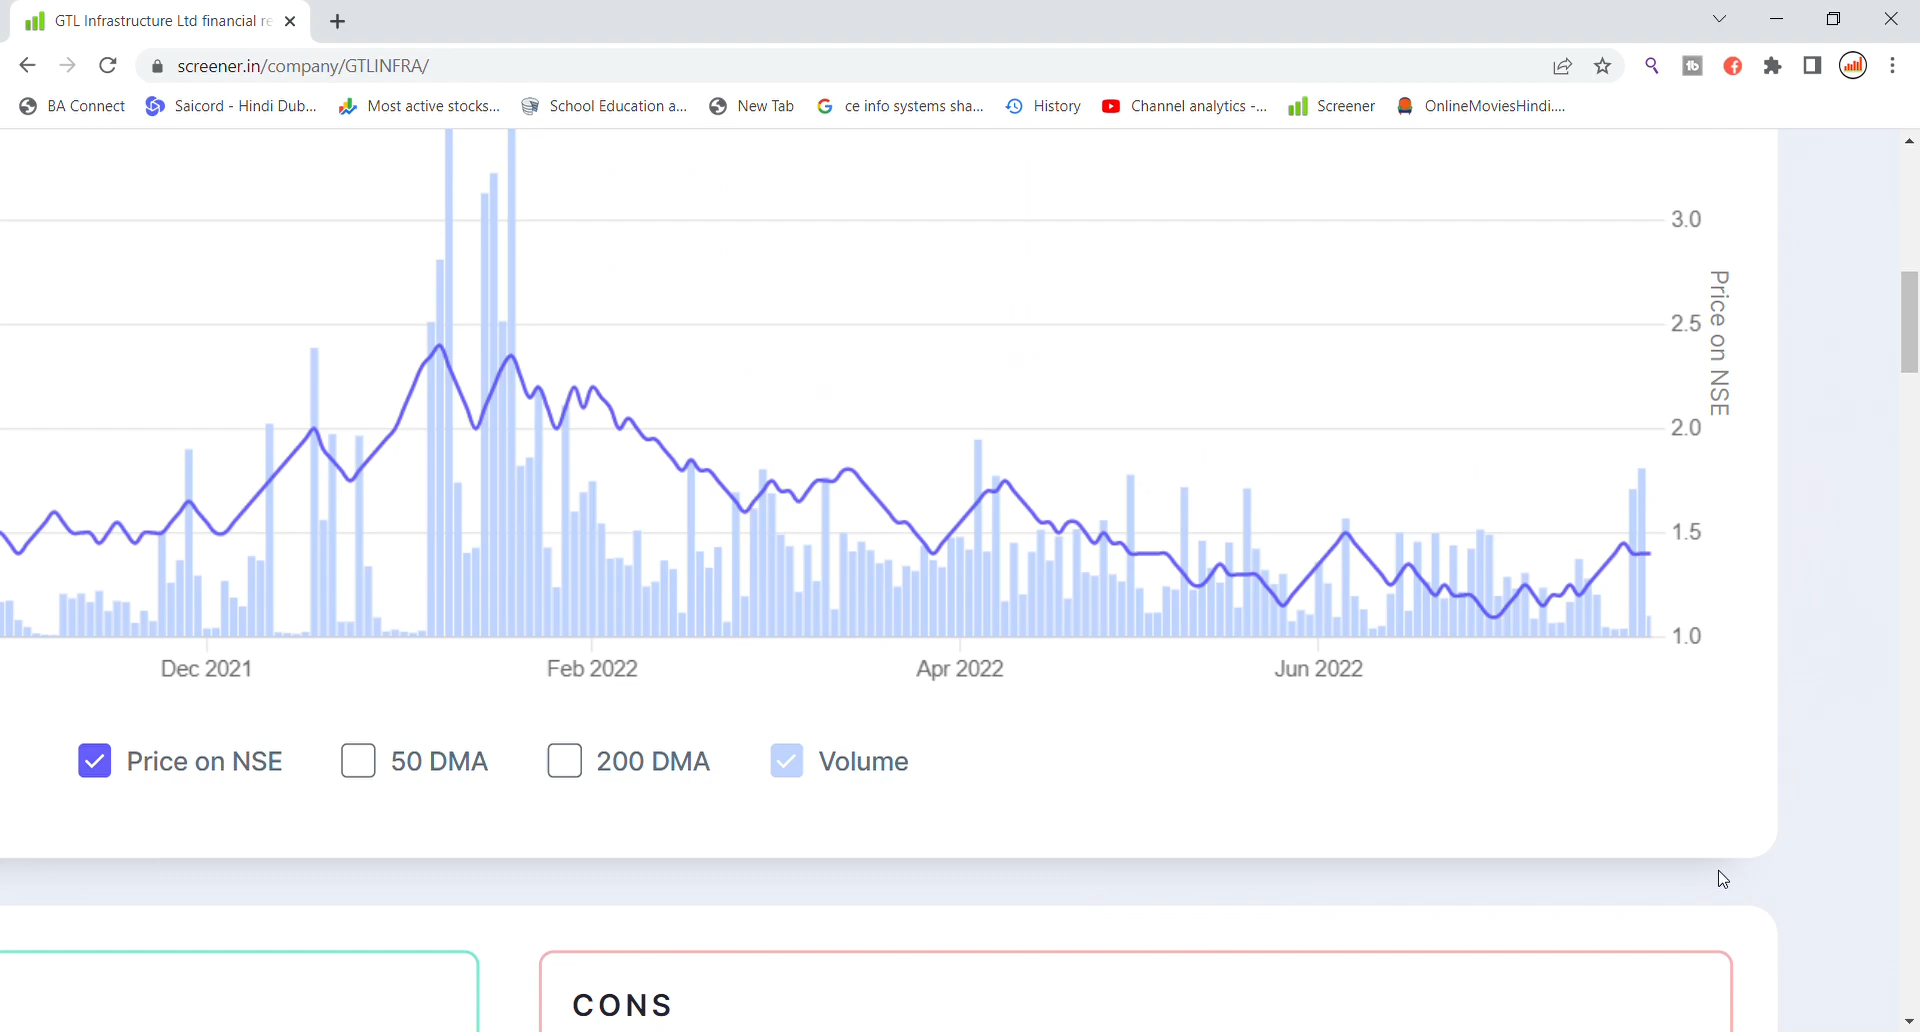 GTL Infrastructure Ltd financial re
screener.in/company/GTLINFRA/
BA Connect
Saicord - Hindi Dub...
Most active stocks...
School Education a...
New Tab
ce info systems sha...
History
Channel analytics -...
Screener
OnlineMoviesHindi....
3.0
2.5
2.0
1.5
1.0
Price on NSE
Dec 2021
Feb 2022
Apr 2022
Jun 2022
Price on NSE
50 DMA
200 DMA
Volume
CONS